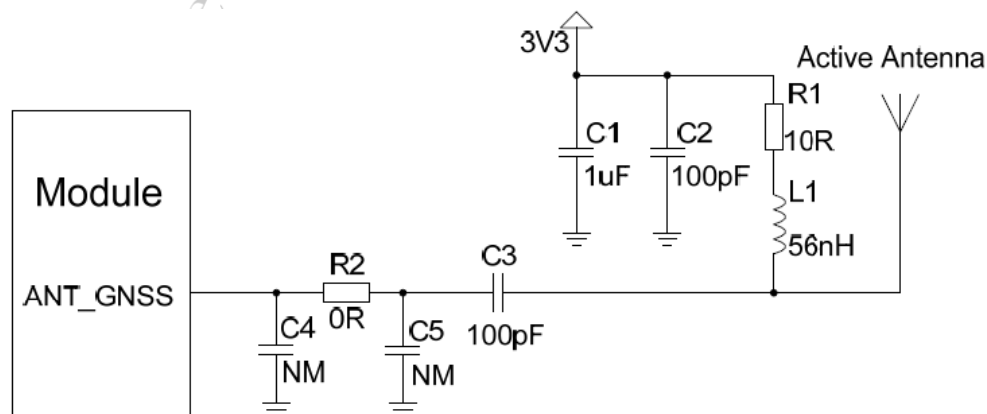 3V3
Active Antenna
R1
10R
C1
1uF
C2
100pF
L1
56nH
Module
ANT_GNSS
R2
0R
C3
100pF
C4
NM
C5
NM